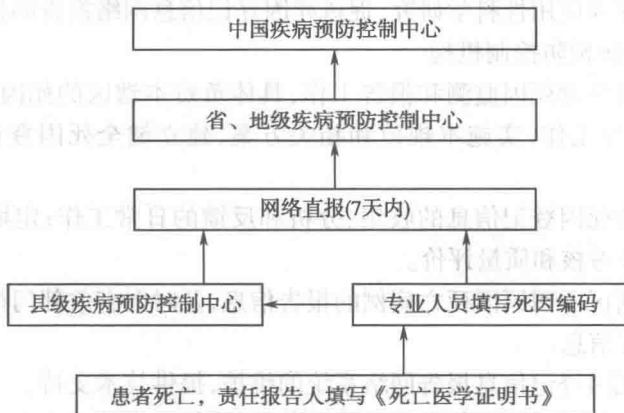 中国疾病预防控制中心
省、地级疾病预防控制中心
网络直报(7天内)
县级疾病预防控制中心
专业人员填写死因编码
患者死亡，责任报告人填写《死亡医学证明书》